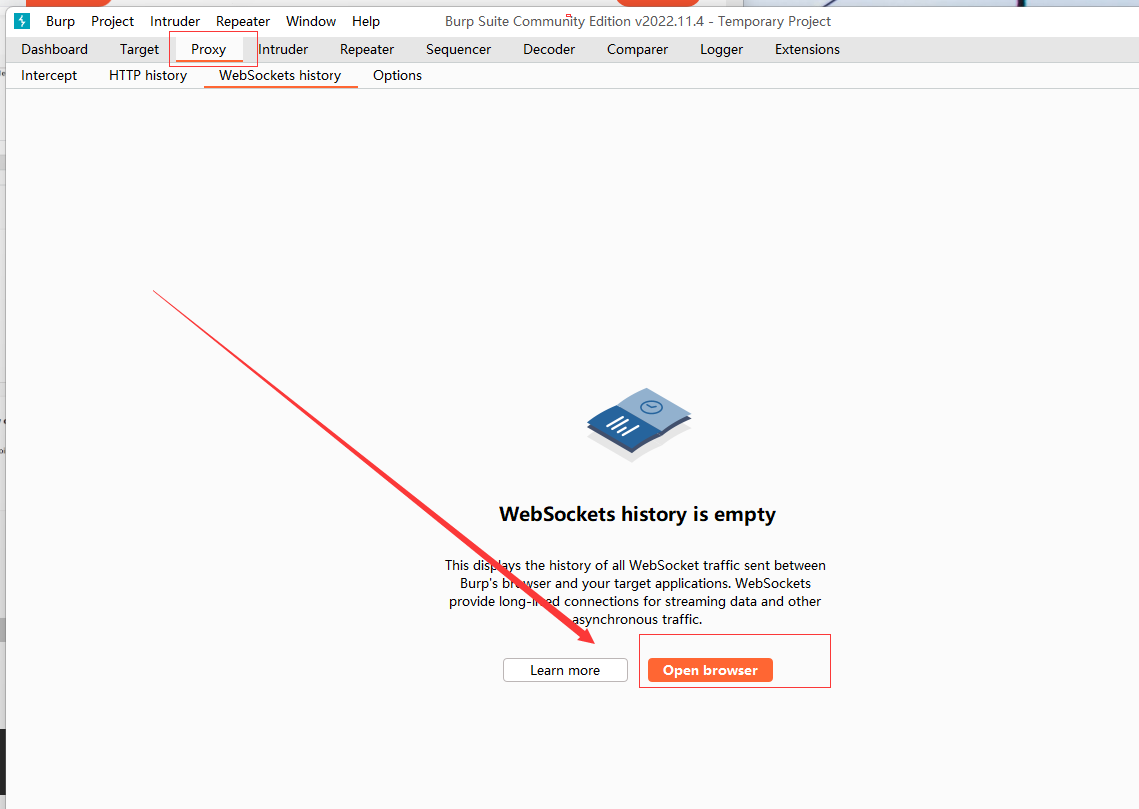 Burp Project Intruder Repeater Window Help Burp Suite Community Edition v2022.11.4 - Temporary Project
Dashboard Target Proxy Intruder Repeater Sequencer Decoder Comparer Logger Extensions
Intercept HTTP history WebSockets history Options
WebSockets history is empty
This displays the history of all WebSocket traffic sent between
Burp's browser and your target applications. WebSockets
provide long-lived connections for streaming data and other
asynchronous traffic.
Learn more Open browser